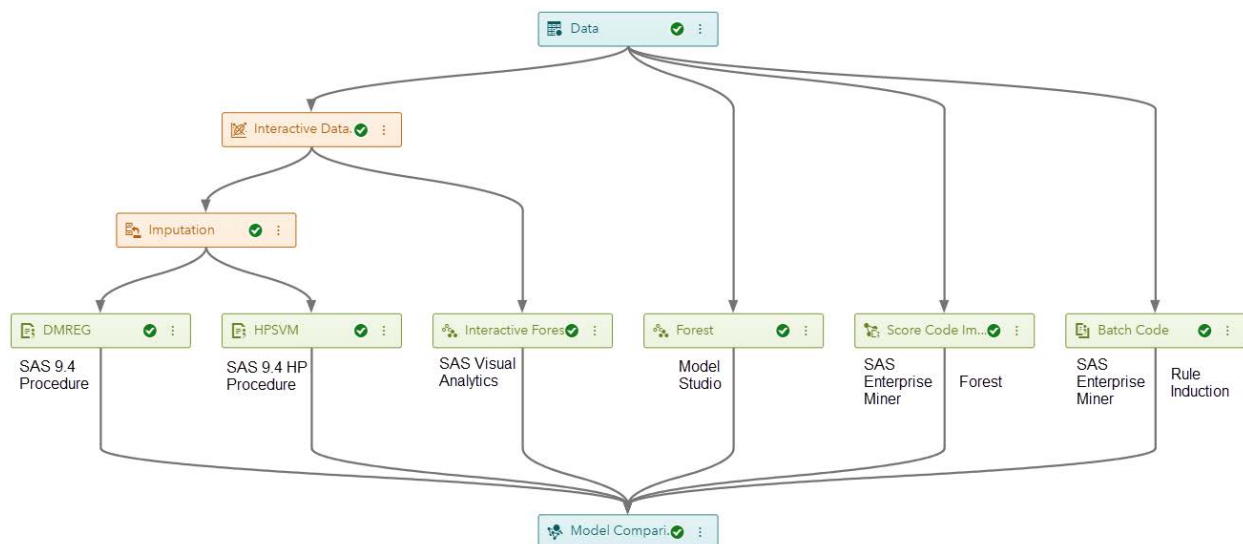 Data
Interactive Data.
Imputation
DMREG
HPSVM
Interactive Fores
Forest
Score Code Im...
Batch Code
SAS 9.4
Procedure
SAS 9.4 HP
Procedure
SAS Visual
Analytics
Model
Studio
SAS
Enterprise
Miner
Forest
SAS
Enterprise
Miner
Rule
Induction
Model Compari.